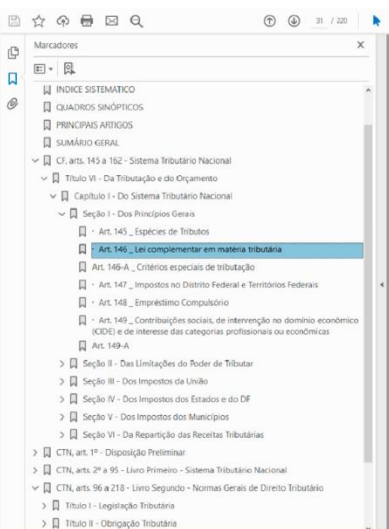 31 / 220
Marcadores
X
INDICE SISTEMÁTICO
QUADROS SINÓPTICOS
PRINCIPAIS ARTIGOS
SUMÁRIO GERAL
CF, arts. 145 a 162 - Sistema Tributário Nacional
Título VI - Da Tributação e do Orçamento
Capítulo I - Do Sistema Tributário Nacional
Seção I - Dos Princípios Gerais
· Art. 145 _ Espécies de Tributos
· Art. 146 _ Lei complementar em matéria tributária
Art. 146-A _ Critérios especiais de tributação
· Art. 147 _ Impostos no Distrito Federal e Territórios Federais
· Art. 148 _ Empréstimo Compulsório
· Art. 149 _ Contribuições sociais, de intervenção no domínio econômico
(CIDE) e de interesse das categorias profissionais ou econômicas
Art. 149-A
Seção II - Das Limitações do Poder de Tributar
Seção III - Dos Impostos da União
Seção IV - Dos Impostos dos Estados e do DF
Seção V - Dos Impostos dos Municípios
Seção VI - Da Repartição das Receitas Tributárias
CTN, art. 1º - Disposição Preliminar
CTN, arts. 2º a 95 - Livro Primeiro - Sistema Tributário Nacional
CTN, arts. 96 a 218 - Livro Segundo - Normas Gerais de Direito Tributário
Título I - Legislação Tributária
Título II - Obrigação Tributária